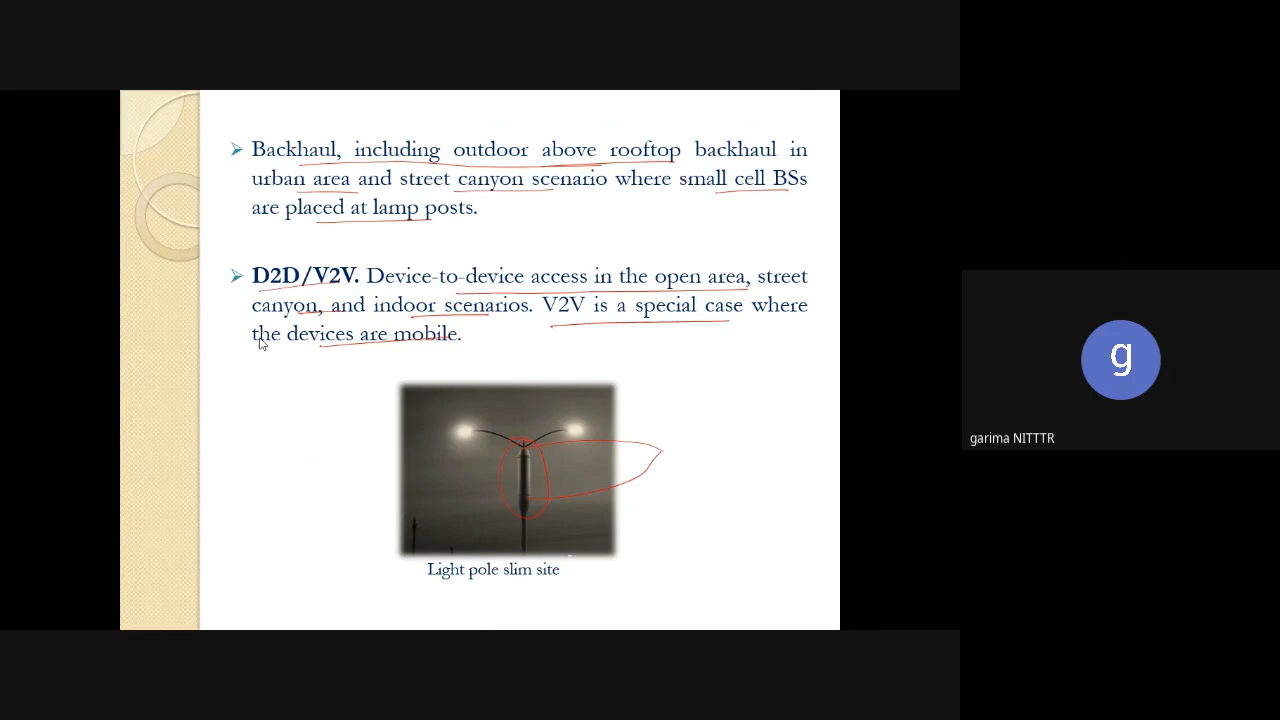 Backhaul, including outdoor above rooftop backhaul in
urban area and street canyon scenario where small cell BSs
are placed at lamp posts.
D2D/V2V. Device-to-device access in the open area, street
canyon, and indoor scenarios. V2V is a special case where
the devices are mobile.
Light pole slim site
g
garima NITTTR